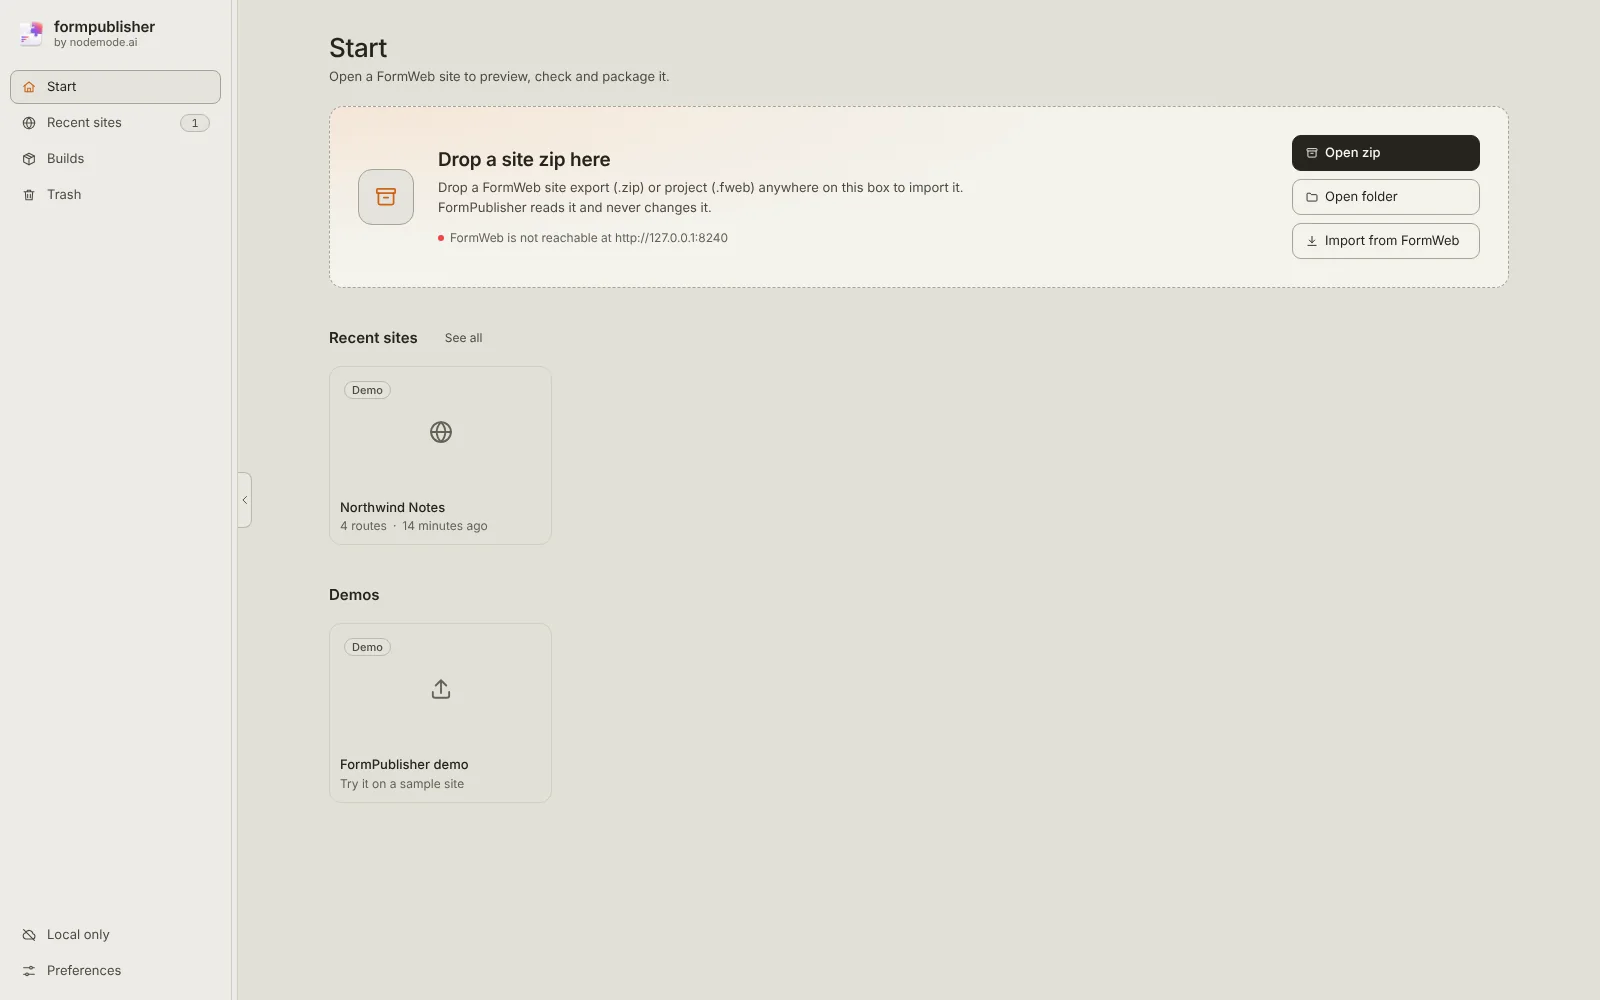 formpublisher
by nodemode.ai
Start
Recent sites
1
Builds
Trash
Local only
Preferences
Start
Open a FormWeb site to preview, check and package it.
Drop a site zip here
Drop a FormWeb site export (.zip) or project (.fweb) anywhere on this box to import it.
FormPublisher reads it and never changes it.
FormWeb is not reachable at http://127.0.0.1:8240
Open zip
Open folder
Import from FormWeb
Recent sites
See all
Demo
Northwind Notes
4 routes · 14 minutes ago
Demos
Demo
FormPublisher demo
Try it on a sample site